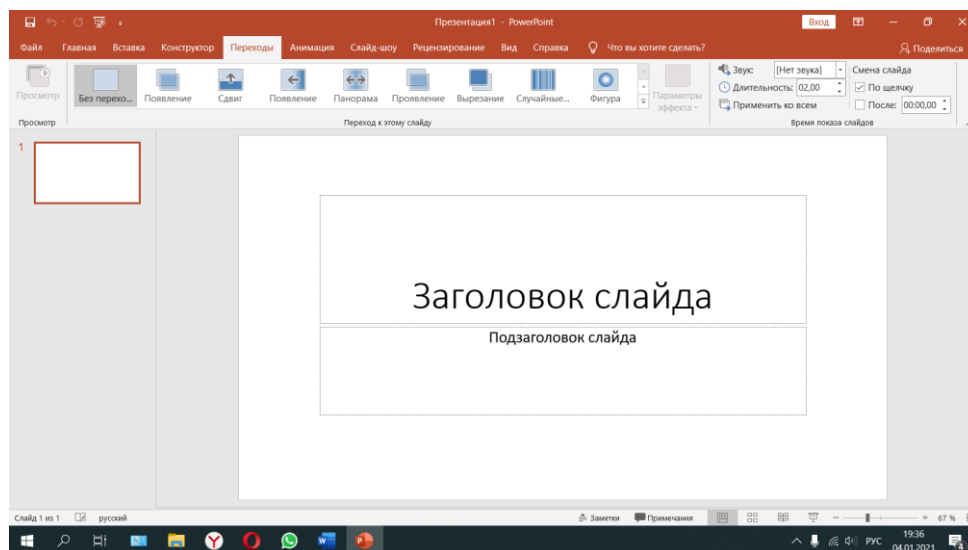 Презентация1 - PowerPoint
Вход
Файл Главная Вставка Конструктор Переходы Анимация Слайд-шоу Рецензирование Вид Справка Что вы хотите сделать? Поделиться
Просмотр
Без перехо... Появление Сдвиг Появление Панорама Проявление Вырезание Случайные... Фигура
Параметры
эффекта
Звук: [Нет звука]
Длительность: 02,00
Применить ко всем
Смена слайда
По щелчку
После: 00:00,00
Просмотр Переход к этому слайду Время показа слайдов
1
Заголовок слайда
Подзаголовок слайда
Слайд 1 из 1 русский Заметки Примечания 67 %
W P
РУС
19:36
04.01.2021